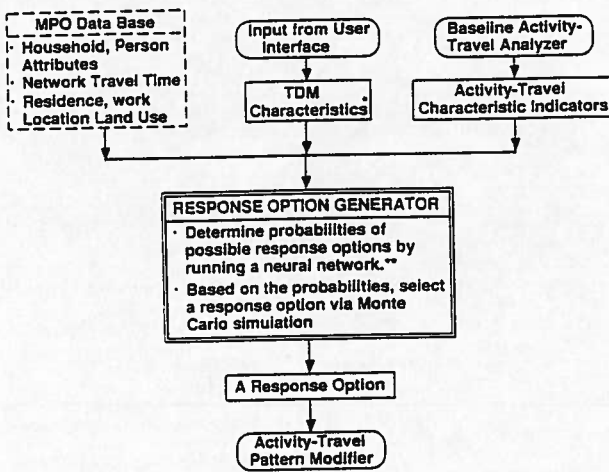 MPO Data Base
· Household, Person
Attributes
· Network Travel Time
· Residence, work
Location Land Use
Input from User
Interface
TDM
Characteristics*
Baseline Activity-
Travel Analyzer
Activity-Travel
Characteristic Indicators
RESPONSE OPTION GENERATOR
· Determine probabilities of
possible response options by
running a neural network.**
· Based on the probabilities, select
a response option via Monte
Carlo simulation
A Response Option
Activity-Travel
Pattern Modifier